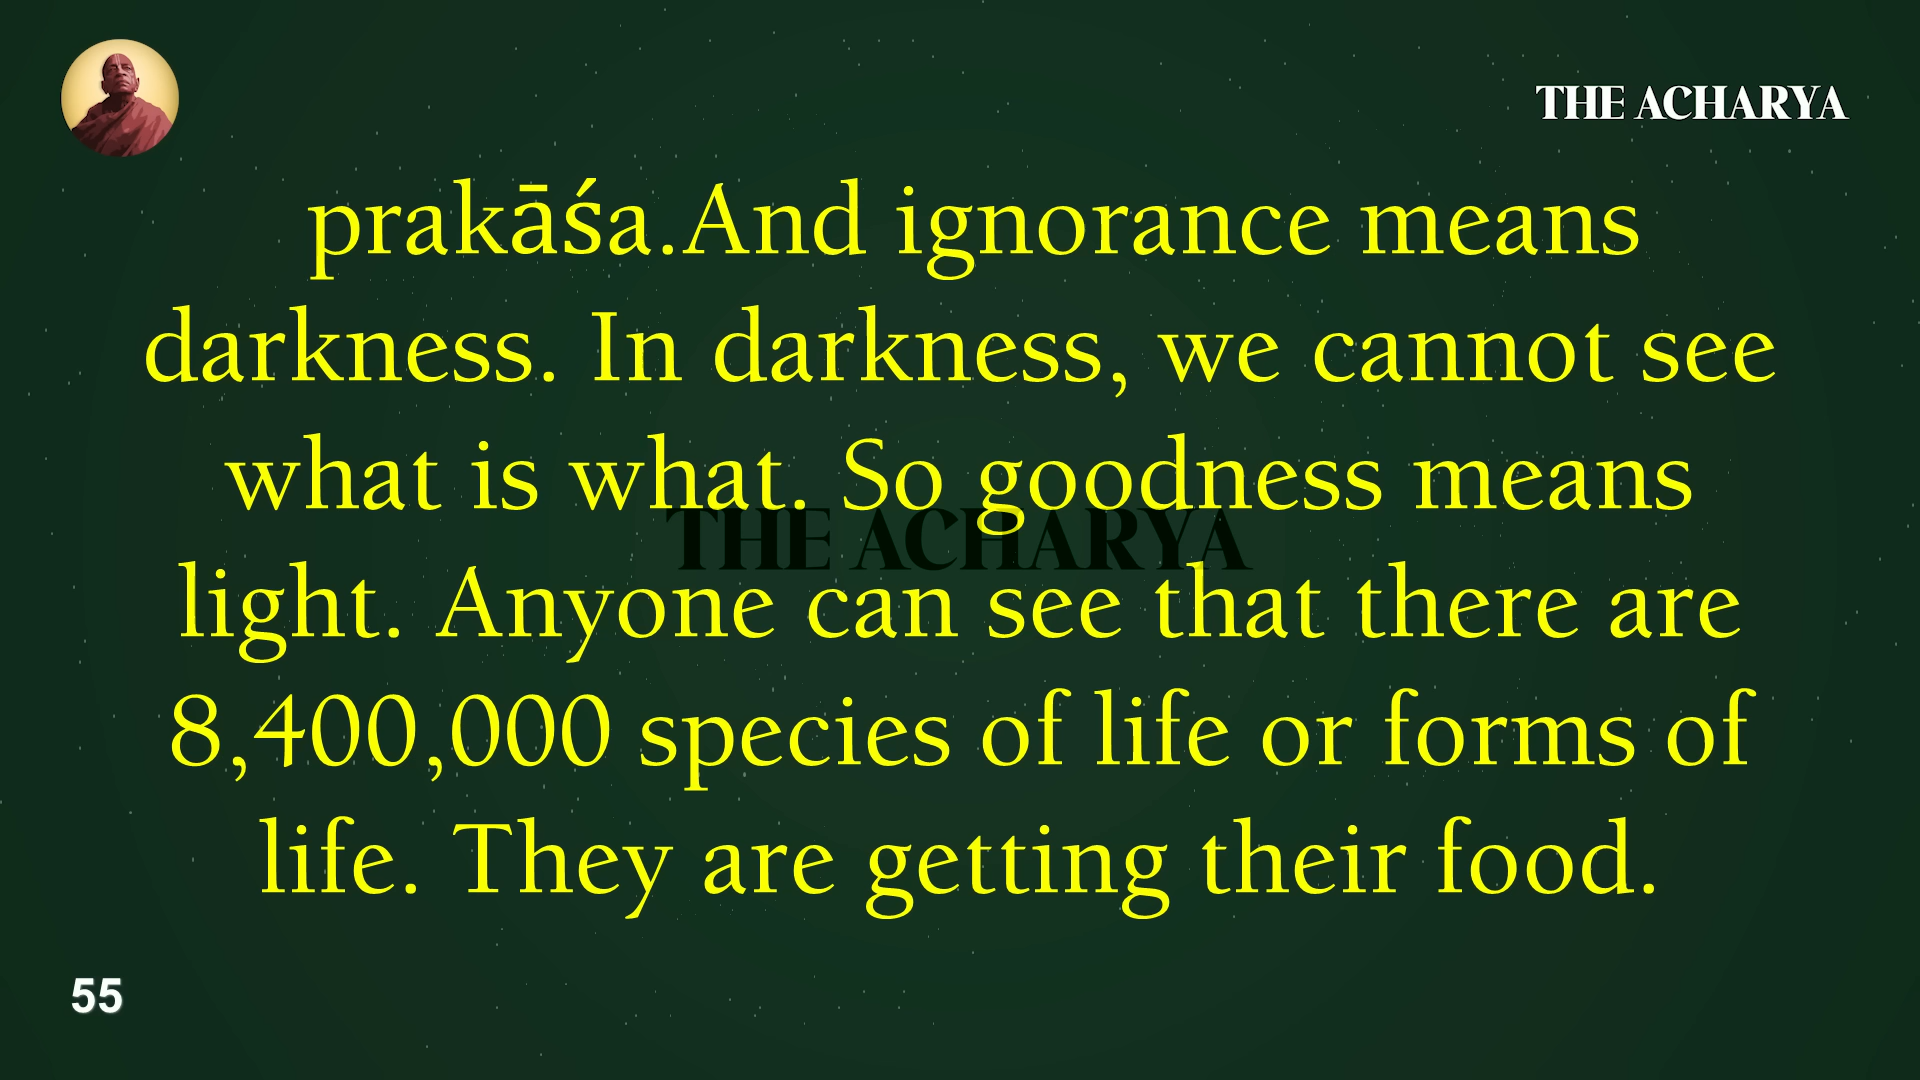 THE ACHARYA
prakāśa.And ignorance means
darkness. In darkness, we cannot see
what is what. So goodness means
THE ACHARYA
light. Anyone can see that there are
8,400,000 species of life or forms of
life. They are getting their food.
55